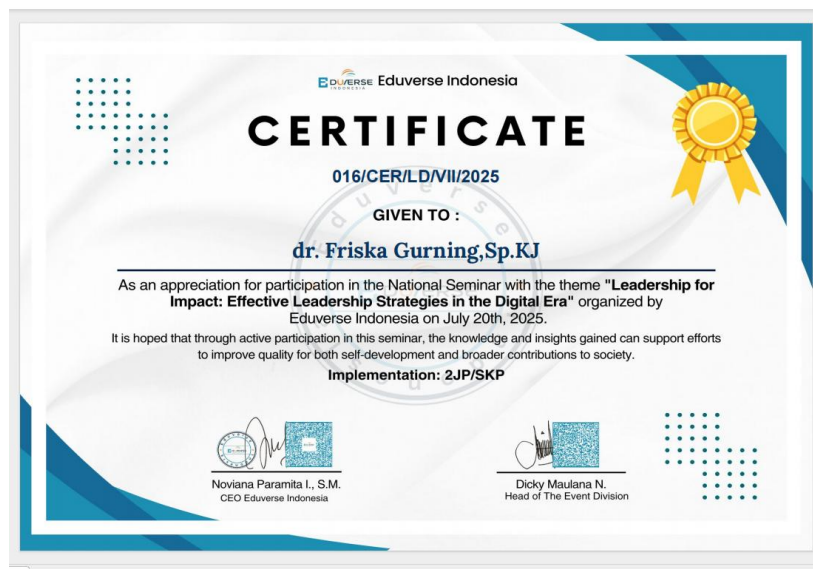 EDUVERSE
INDONESIA
Eduverse Indonesia
CERTIFICATE
016/CER/LD/VII/2025
GIVEN TO :
dr. Friska Gurning,Sp.KJ
As an appreciation for participation in the National Seminar with the theme "Leadership for
Impact: Effective Leadership Strategies in the Digital Era" organized by
Eduverse Indonesia on July 20th, 2025.
It is hoped that through active participation in this seminar, the knowledge and insights gained can support efforts
to improve quality for both self-development and broader contributions to society.
Implementation: 2JP/SKP
Noviana Paramita I., S.M.
CEO Eduverse Indonesia
Dicky Maulana N.
Head of The Event Division